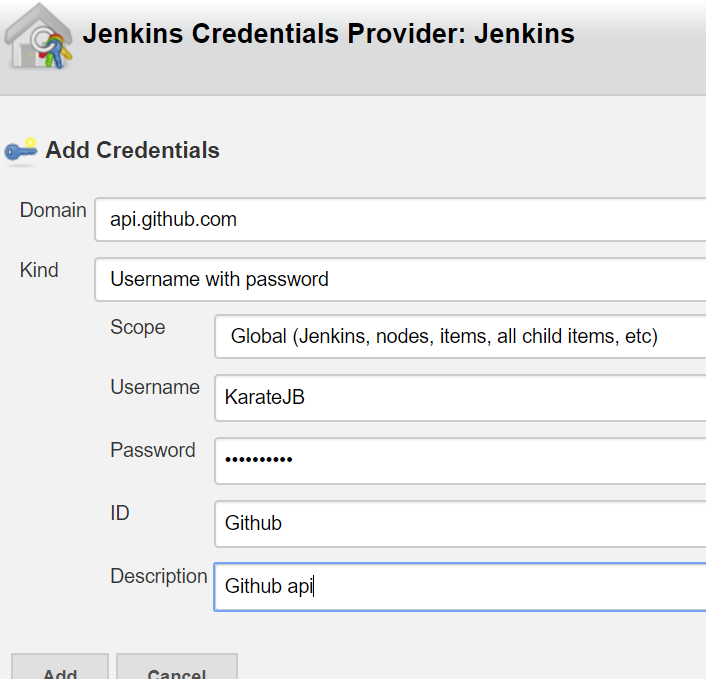 Jenkins Credentials Provider: Jenkins
Add Credentials
Domain api.github.com
Kind Username with password
Scope Global (Jenkins, nodes, items, all child items, etc)
Username KarateJB
Password ••••••••••
ID Github
Description Github api
Add Cancel